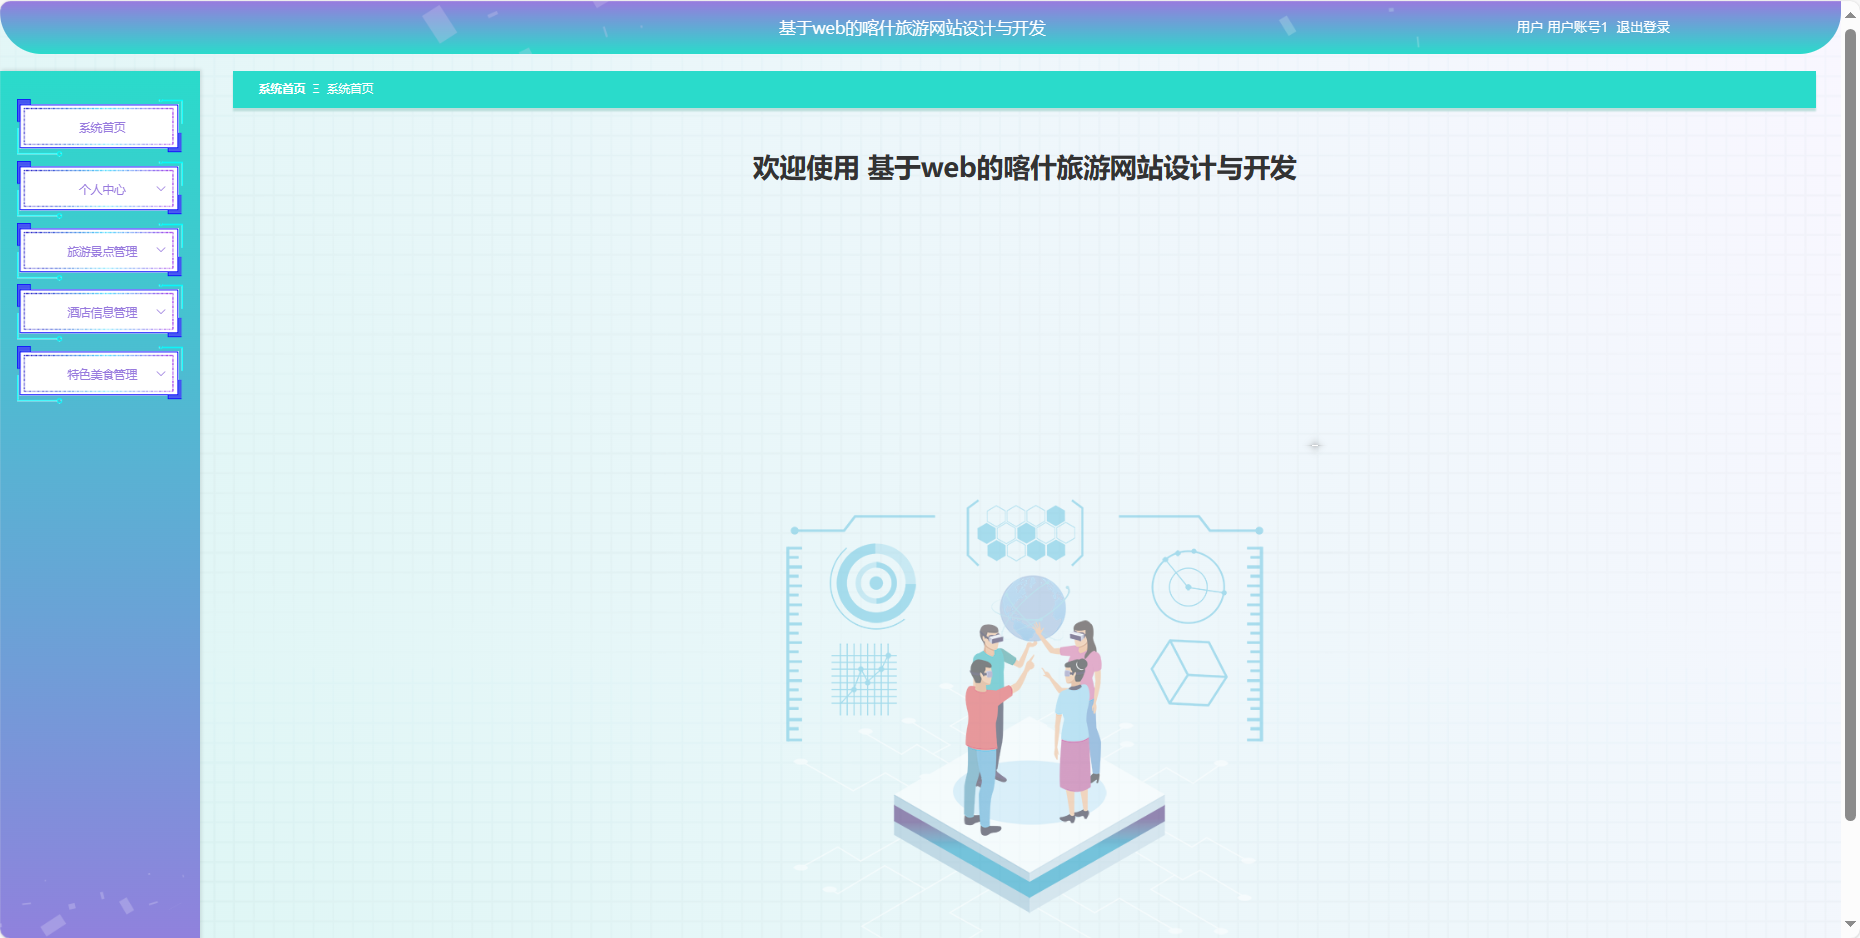 基于web的喀什旅游网站设计与开发
用户 用户账号1 退出登录
系统首页 Ξ 系统首页
系统首页
个人中心
旅游景点管理
酒店信息管理
特色美食管理
欢迎使用 基于web的喀什旅游网站设计与开发